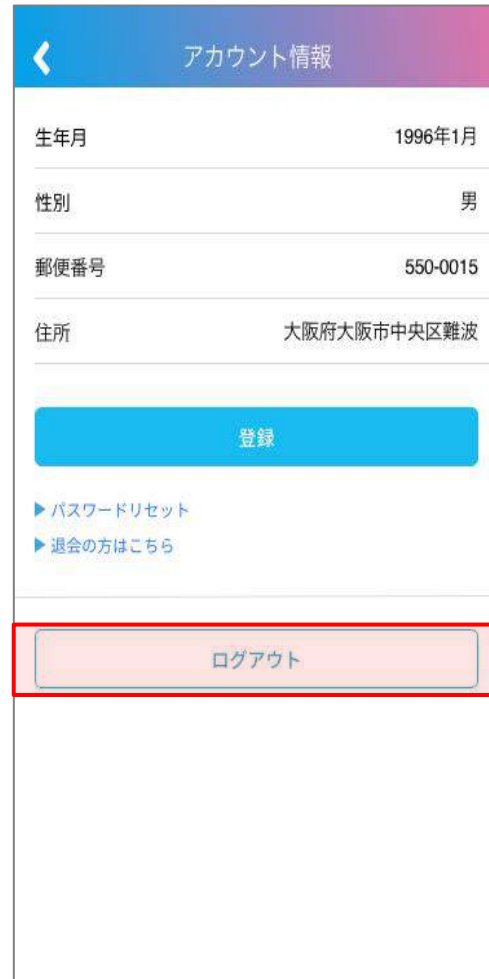 アカウント情報
生年月 1996年1月
性別 男
郵便番号 550-0015
住所 大阪府大阪市中央区難波
登録
パスワードリセット
退会の方はこちら
ログアウト